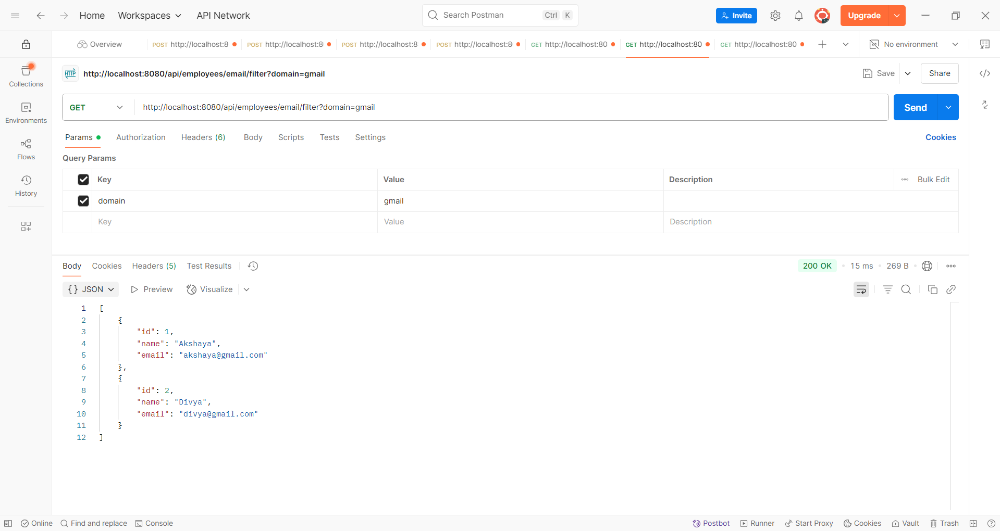 Home Workspaces API Network Search Postman Ctrl K Invite Upgrade
Overview POST http://localhost:8 POST http://localhost:8 POST http://localhost:8 POST http://localhost:8 GET http://localhost:80 GET http://localhost:80 GET http://localhost:80 No environment
HTTP http://localhost:8080/api/employees/email/filter?domain=gmail Save Share
Collections
GET http://localhost:8080/api/employees/email/filter?domain=gmail Send
Environments
Params Authorization Headers (6) Body Scripts Tests Settings Cookies
Flows
Query Params
Key Value Description Bulk Edit
History
domain gmail
Key Value Description
Body Cookies Headers (5) Test Results 200 OK 15 ms 269 B
{} JSON Preview Visualize
1 [
2 {
3 "id": 1,
4 "name": "Akshaya",
5 "email": "akshaya@gmail.com"
6 },
7 {
8 "id": 2,
9 "name": "Divya",
10 "email": "divya@gmail.com"
11 }
12 ]
Online Find and replace Console Postbot Runner Start Proxy Cookies Vault Trash